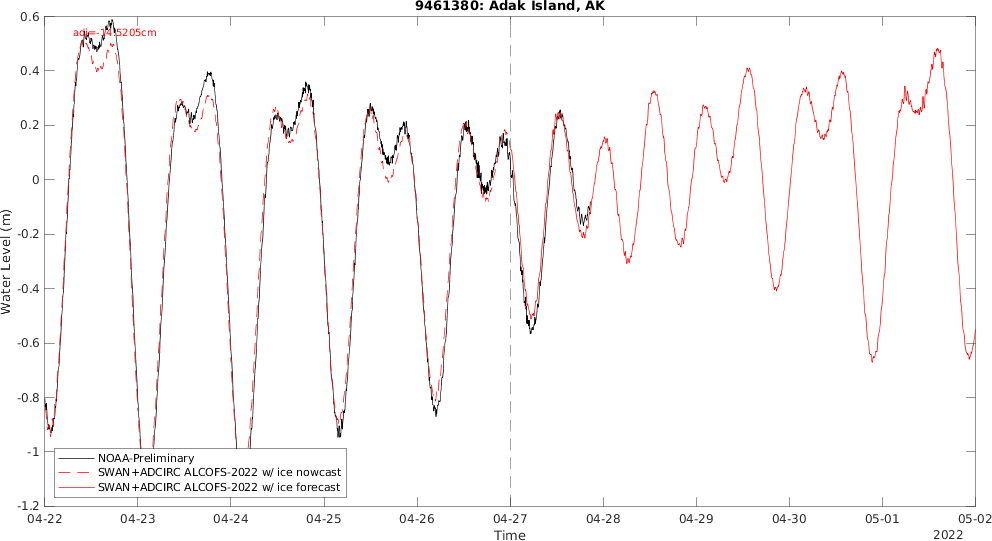 9461380: Adak Island, AK
adj=-14.5205cm
Water Level (m)
0.6
0.4
0.2
0
-0.2
-0.4
-0.6
-0.8
-1
-1.2
NOAA-Preliminary
SWAN+ADCIRC ALCOFS-2022 w/ ice nowcast
SWAN+ADCIRC ALCOFS-2022 w/ ice forecast
04-22 04-23 04-24 04-25 04-26 04-27 04-28 04-29 04-30 05-01 05-02
Time
2022